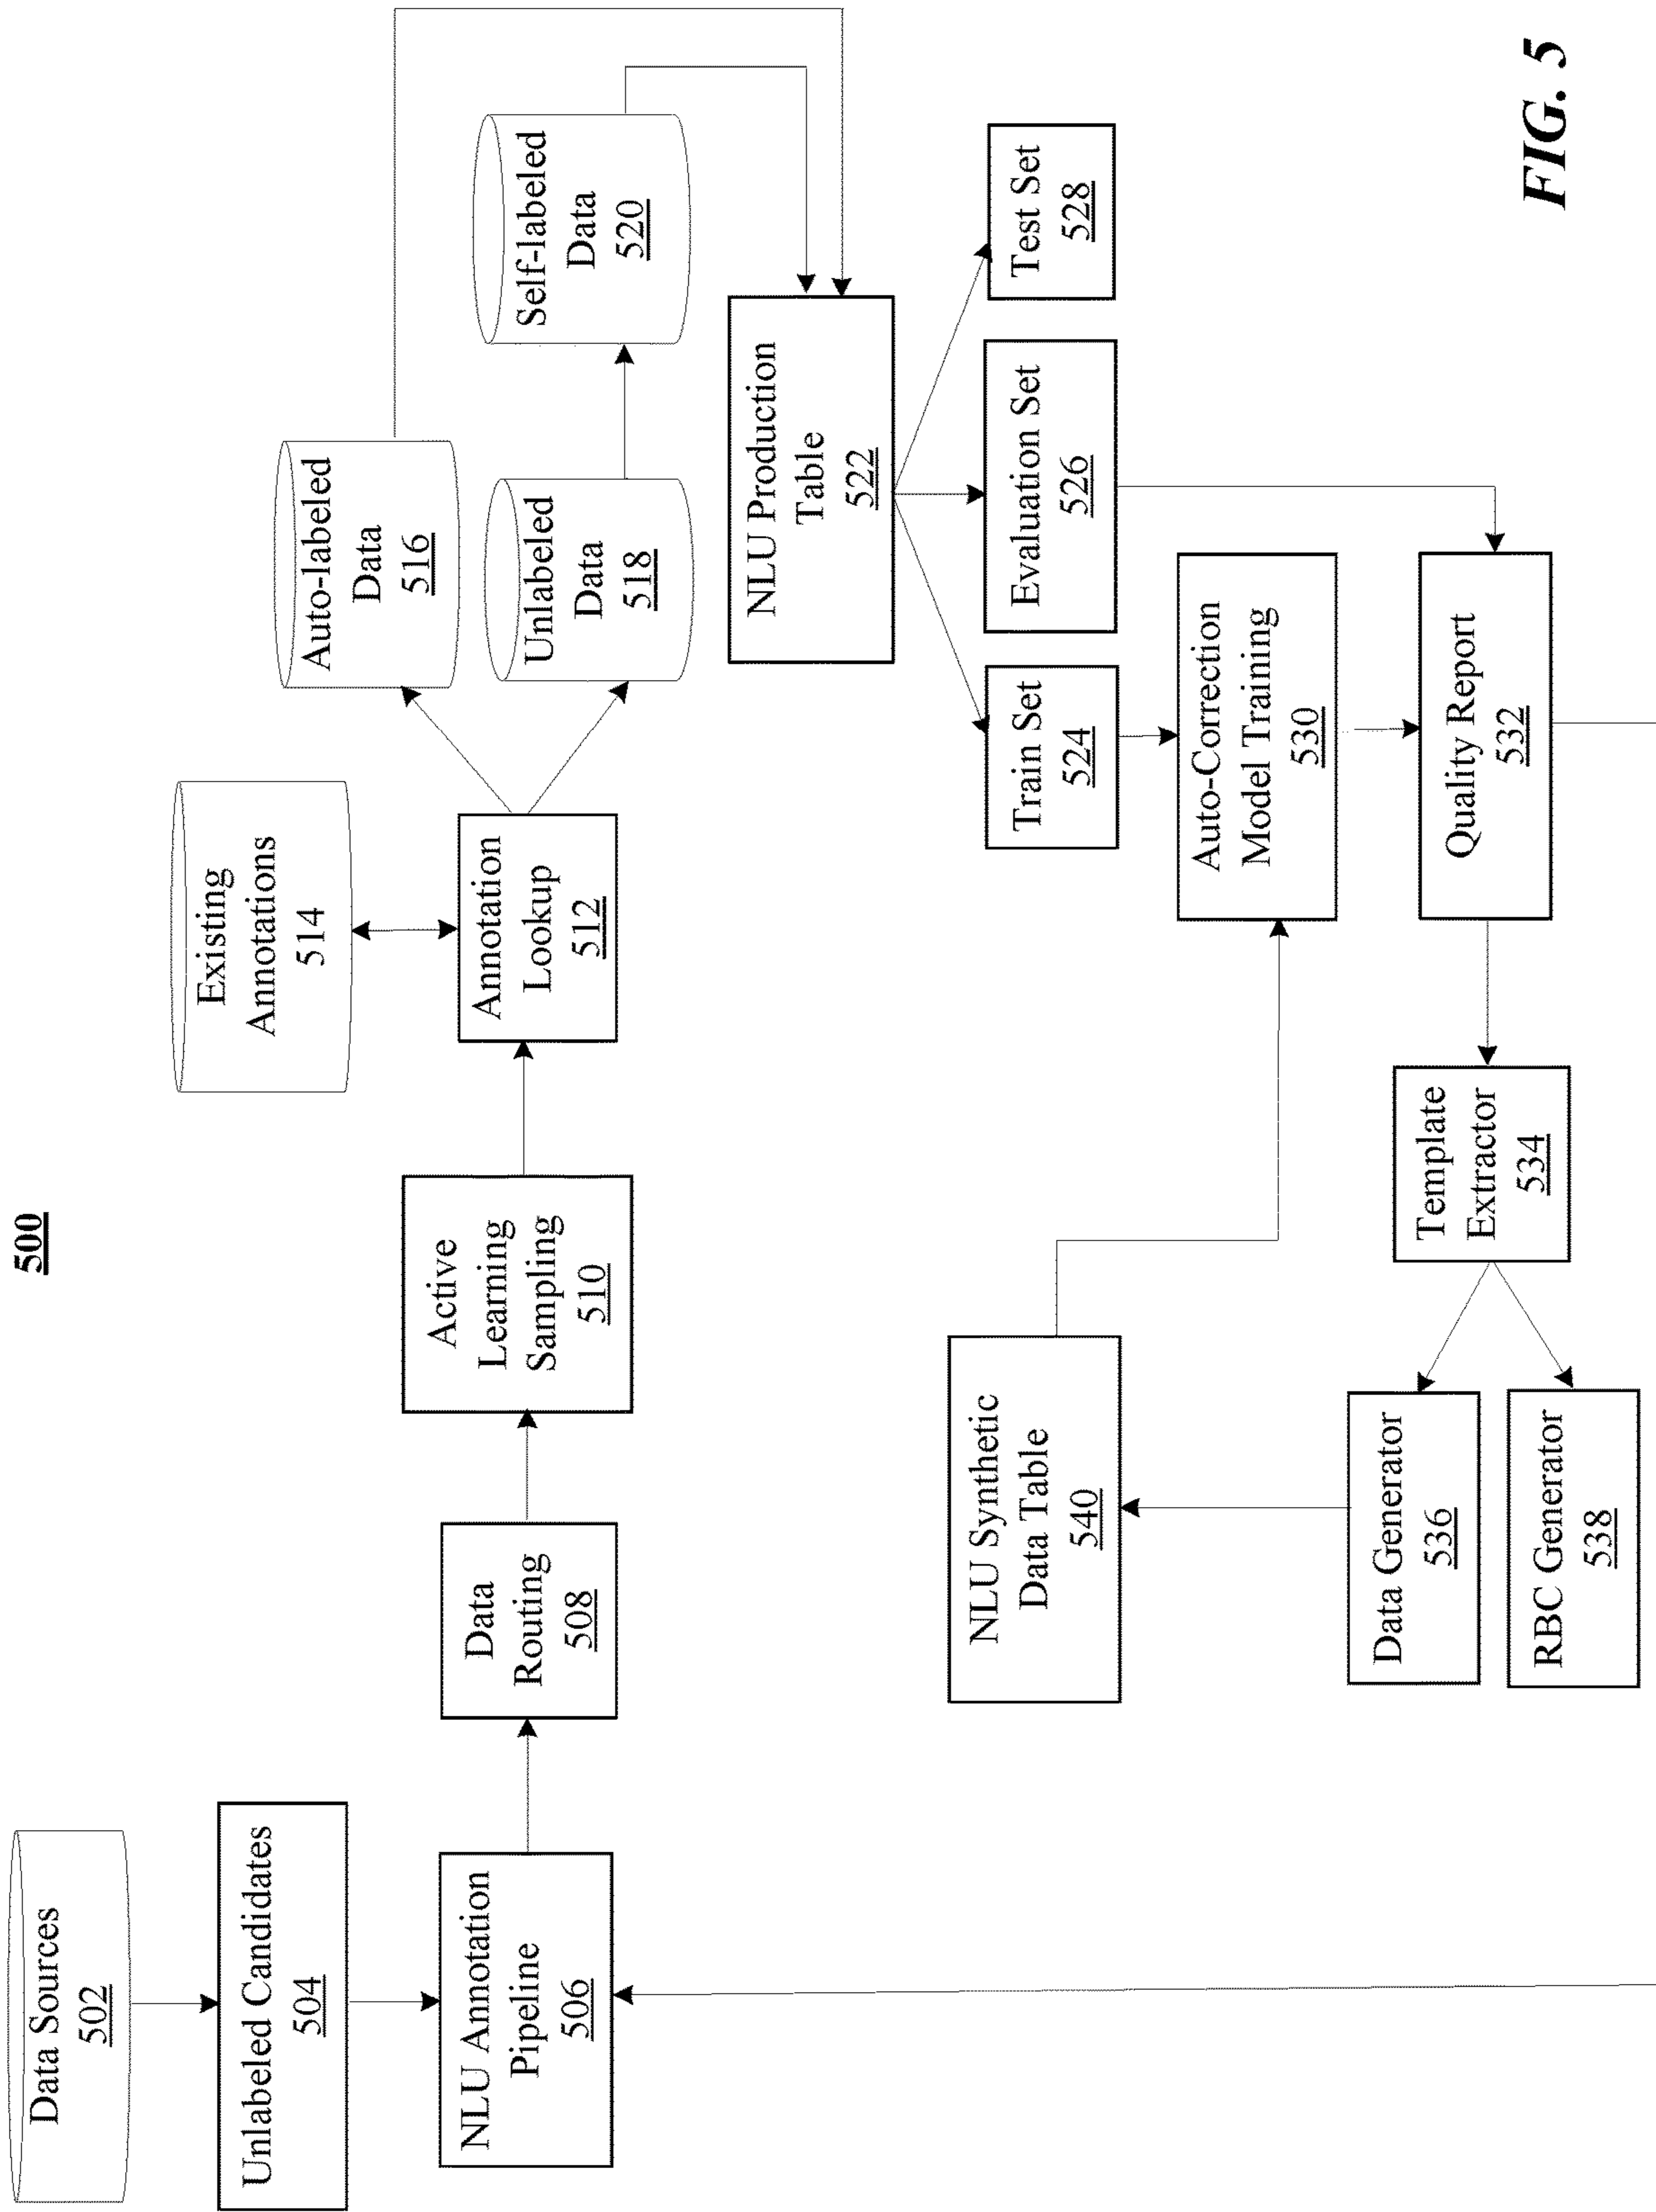 500
Data Sources
502
Unlabeled Candidates
504
NLU Annotation
Pipeline
506
Data
Routing
508
Active
Learning
Sampling
510
Existing
Annotations
514
Annotation
Lookup
512
Auto-labeled
Data
516
Unlabeled
Data
518
Self-labeled
Data
520
NLU Production
Table
522
Train Set
524
Evaluation Set
526
Test Set
528
Auto-Correction
Model Training
530
Quality Report
532
Template
Extractor
534
Data Generator
536
RBC Generator
538
NLU Synthetic
Data Table
540
FIG. 5